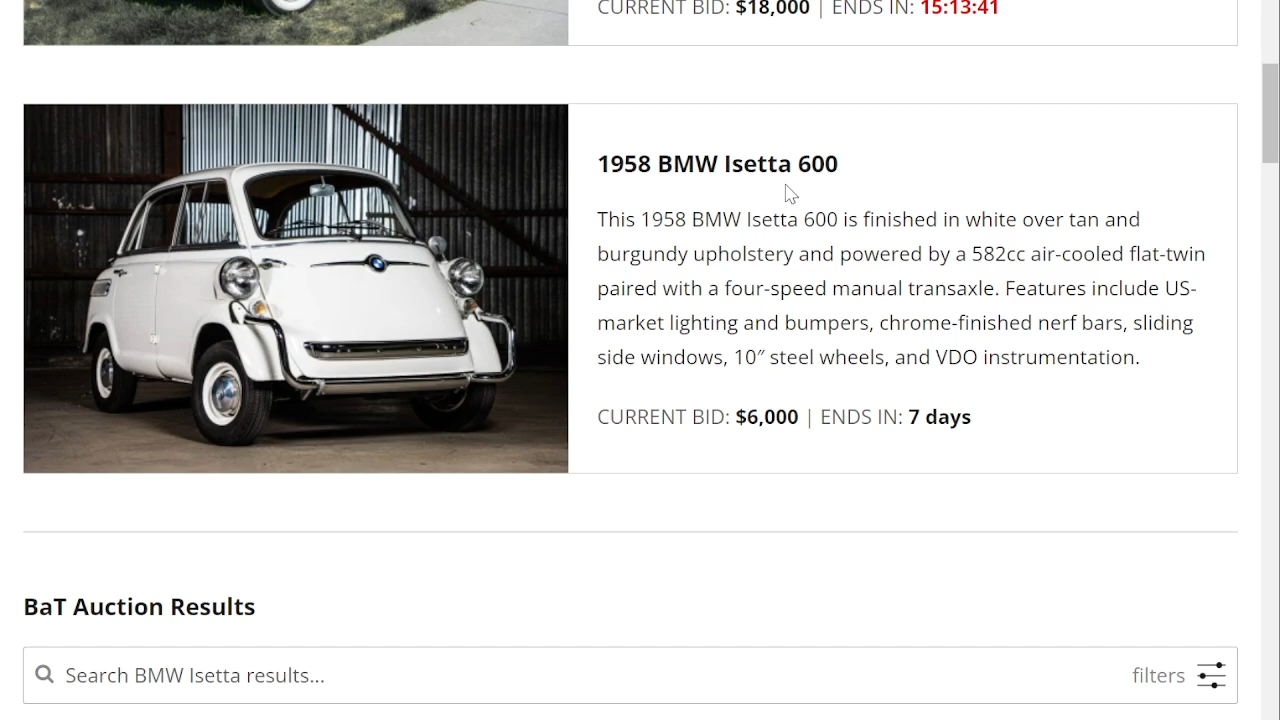 CURRENT BID: $18,000 | ENDS IN: 15:13:41
1958 BMW Isetta 600
This 1958 BMW Isetta 600 is finished in white over tan and
burgundy upholstery and powered by a 582cc air-cooled flat-twin
paired with a four-speed manual transaxle. Features include US-
market lighting and bumpers, chrome-finished nerf bars, sliding
side windows, 10″ steel wheels, and VDO instrumentation.
CURRENT BID: $6,000 | ENDS IN: 7 days
BaT Auction Results
Search BMW Isetta results...
filters